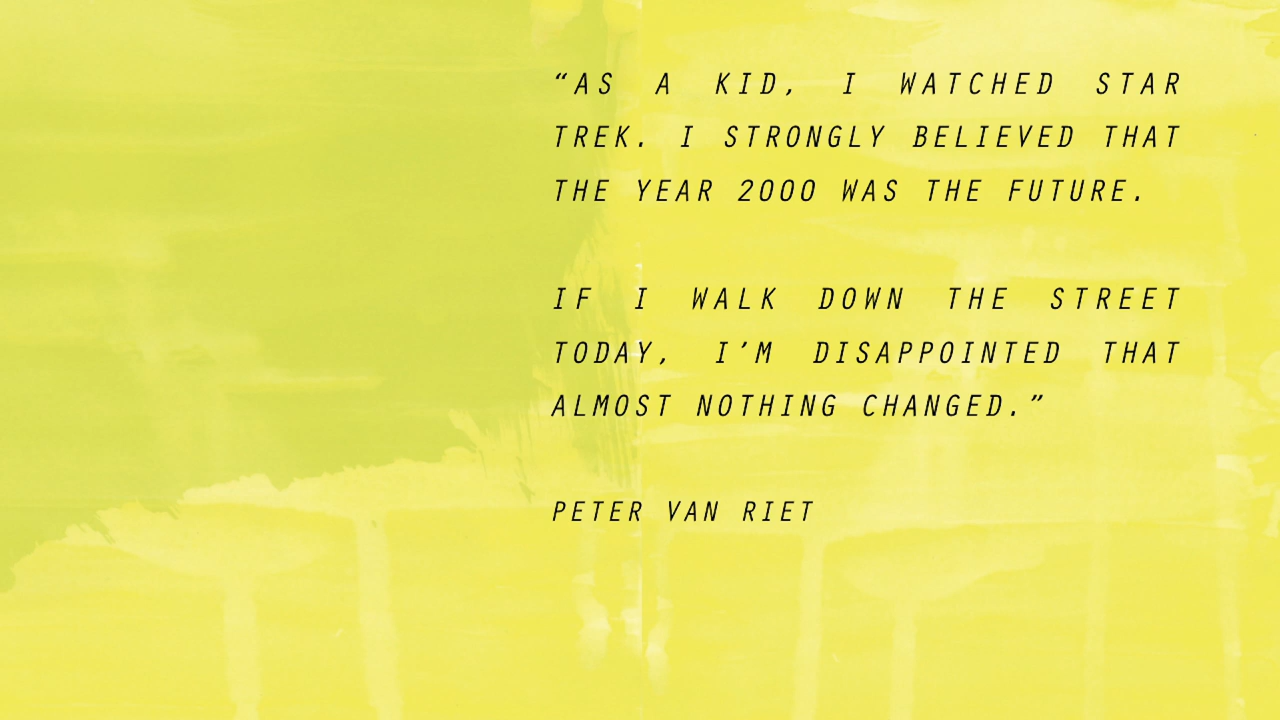 “AS A KID, I WATCHED STAR
TREK. I STRONGLY BELIEVED THAT
THE YEAR 2000 WAS THE FUTURE.
IF I WALK DOWN THE STREET
TODAY, I’M DISAPPOINTED THAT
ALMOST NOTHING CHANGED.”
PETER VAN RIET